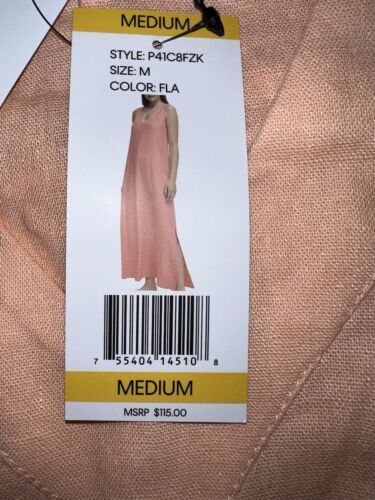 MEDIUM
STYLE: P41C8FZK
SIZE: M
COLOR: FLA
7 55404 14510 8
MEDIUM
MSRP $115.00